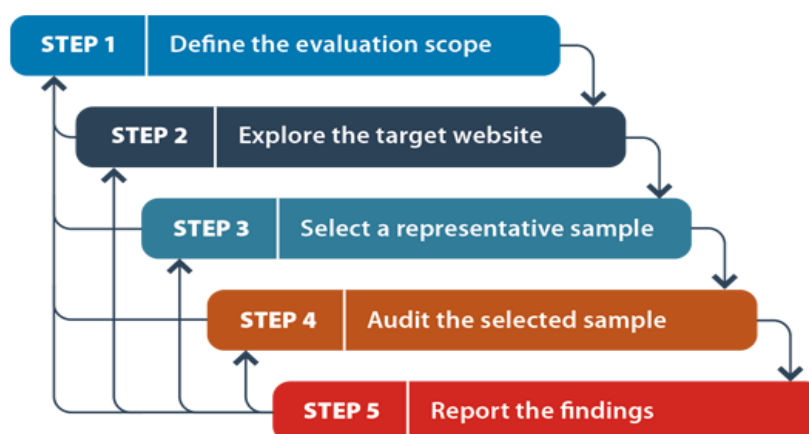 STEP 1 Define the evaluation scope
STEP 2 Explore the target website
STEP 3 Select a representative sample
STEP 4 Audit the selected sample
STEP 5 Report the findings